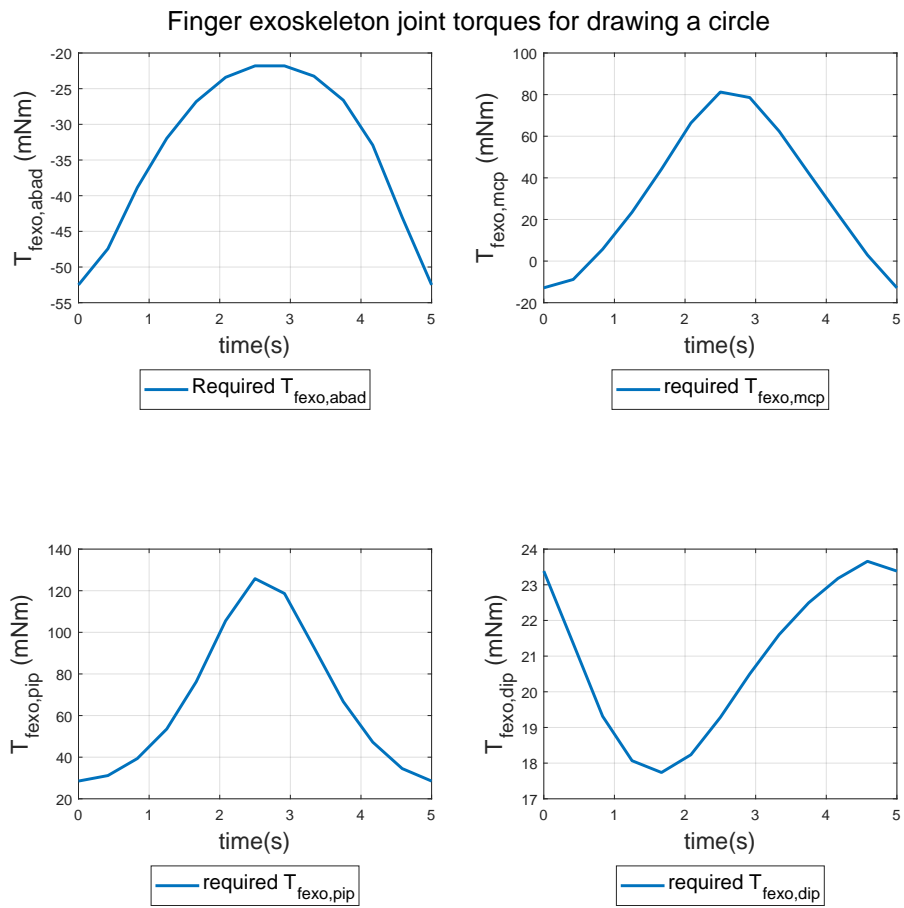 Finger exoskeleton joint torques for drawing a circle
-20
-25
-30
-35
-40
-45
-50
-55
T_fexo,abad (mNm)
0 1 2 3 4 5
time(s)
Required T_fexo,abad
100
80
60
40
20
0
-20
T_fexo,mcp (mNm)
0 1 2 3 4 5
time(s)
required T_fexo,mcp
140
120
100
80
60
40
20
T_fexo,pip (mNm)
0 1 2 3 4 5
time(s)
required T_fexo,pip
24
23
22
21
20
19
18
17
T_fexo,dip (mNm)
0 1 2 3 4 5
time(s)
required T_fexo,dip